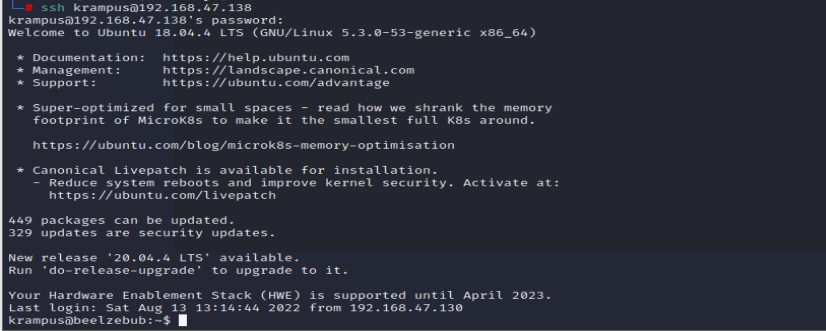 # ssh krampus@192.168.47.138
krampus@192.168.47.138's password:
Welcome to Ubuntu 18.04.4 LTS (GNU/Linux 5.3.0-53-generic x86_64)
* Documentation:  https://help.ubuntu.com
* Management:     https://landscape.canonical.com
* Support:        https://ubuntu.com/advantage
* Super-optimized for small spaces - read how we shrank the memory
footprint of MicroK8s to make it the smallest full K8s around.
https://ubuntu.com/blog/microk8s-memory-optimisation
* Canonical Livepatch is available for installation.
- Reduce system reboots and improve kernel security. Activate at:
https://ubuntu.com/livepatch
449 packages can be updated.
329 updates are security updates.
New release '20.04.4 LTS' available.
Run 'do-release-upgrade' to upgrade to it.
Your Hardware Enablement Stack (HWE) is supported until April 2023.
Last login: Sat Aug 13 13:14:44 2022 from 192.168.47.130
krampus@beelzebub:~$